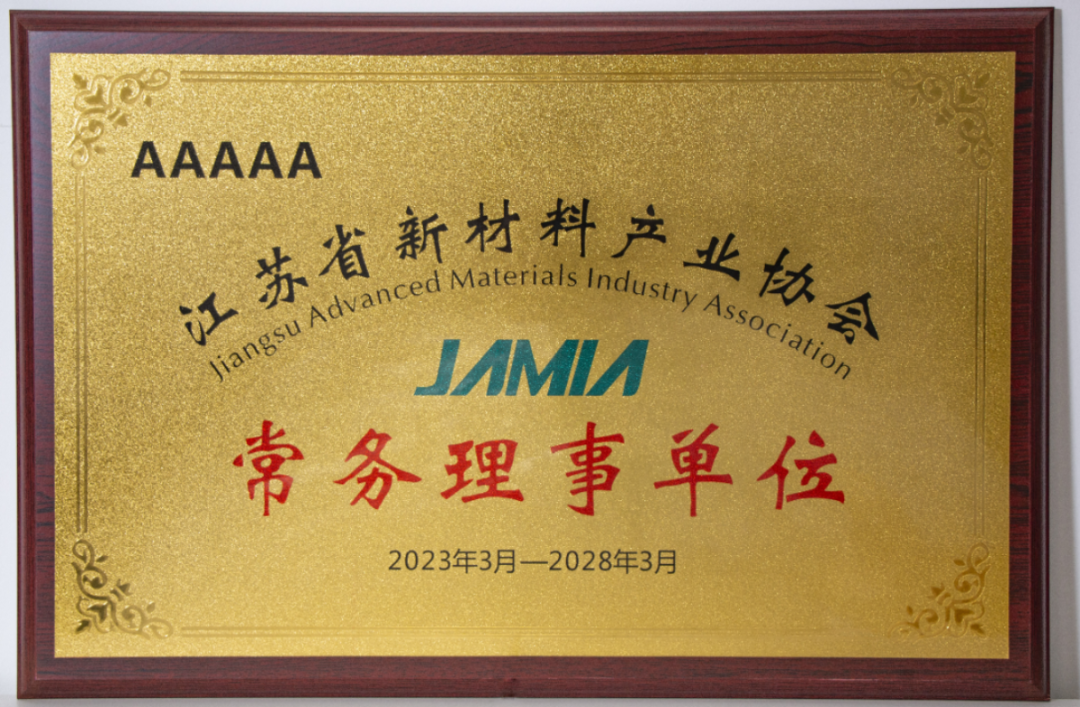 AAAAA
江苏省新材料产业协会
Jiangsu Advanced Materials Industry Association
JAMIA
常务理事单位
2023年3月—2028年3月